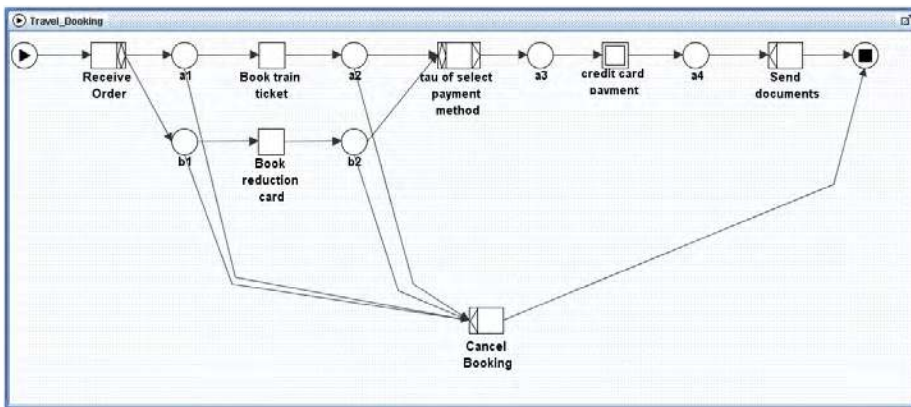 Travel_Booking
Receive
Order
a1
Book train
ticket
a2
tau of select
payment
method
a3
credit card
payment
a4
Send
documents
b1
Book
reduction
card
b2
Cancel
Booking